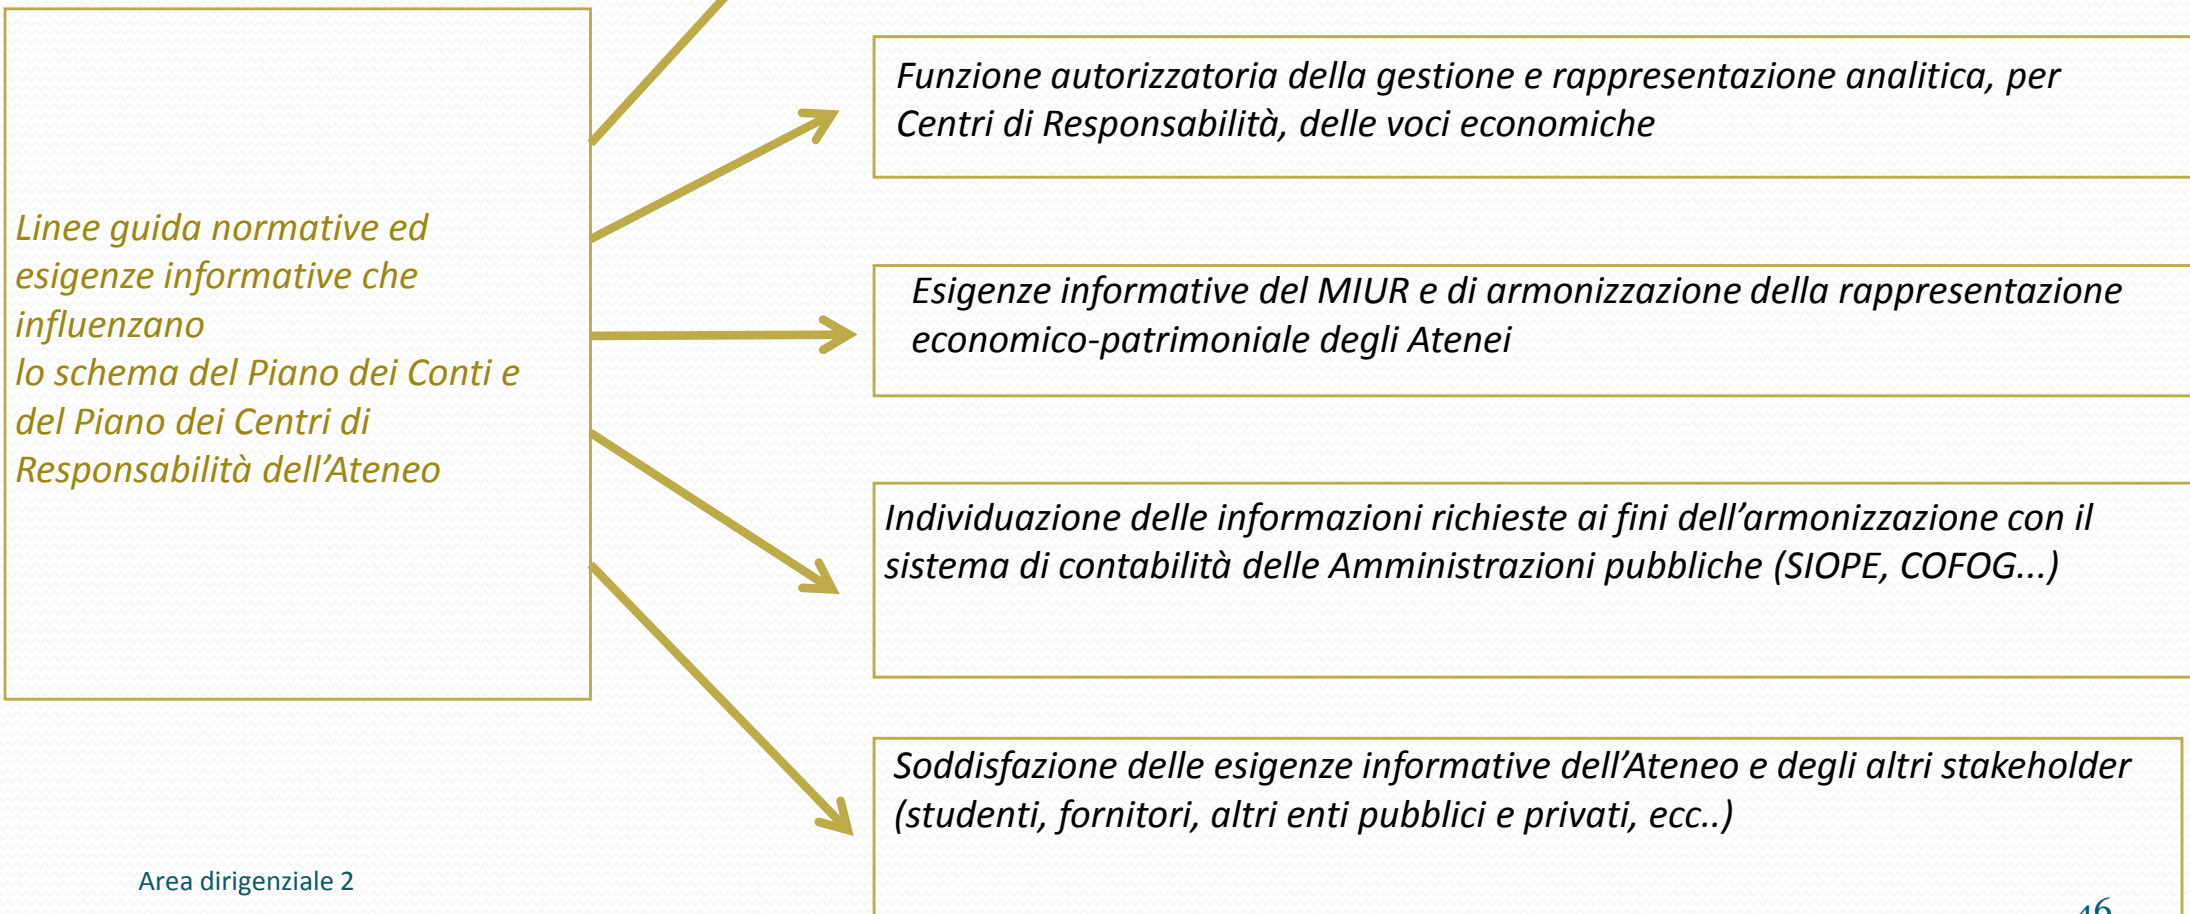 Funzione autorizzatoria della gestione e rappresentazione analitica, per
Centri di Responsabilità, delle voci economiche
Linee guida normative ed
esigenze informative che
influenzano
lo schema del Piano dei Conti e
del Piano dei Centri di
Responsabilità dell’Ateneo
Esigenze informative del MIUR e di armonizzazione della rappresentazione
economico-patrimoniale degli Atenei
Individuazione delle informazioni richieste ai fini dell’armonizzazione con il
sistema di contabilità delle Amministrazioni pubbliche (SIOPE, COFOG...)
Soddisfazione delle esigenze informative dell’Ateneo e degli altri stakeholder
(studenti, fornitori, altri enti pubblici e privati, ecc..)
Area dirigenziale 2
46